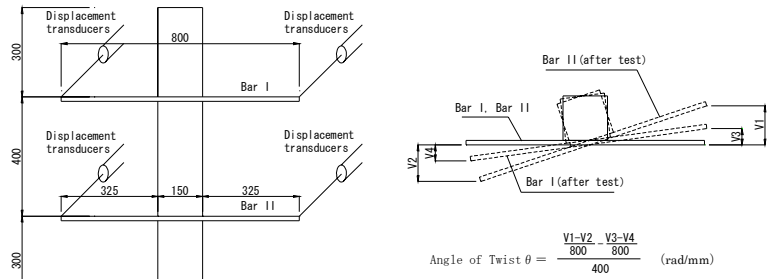 Displacement
transducers
Displacement
transducers
800
300
Bar I
400
Displacement
transducers
Displacement
transducers
325
150
325
Bar II
300
Bar II(after test)
Bar I, Bar II
V1
V3
V4
V2
Bar I(after test)
Angle of Twist θ = V1-V2/800 - V3-V4/800 / 400 (rad/mm)